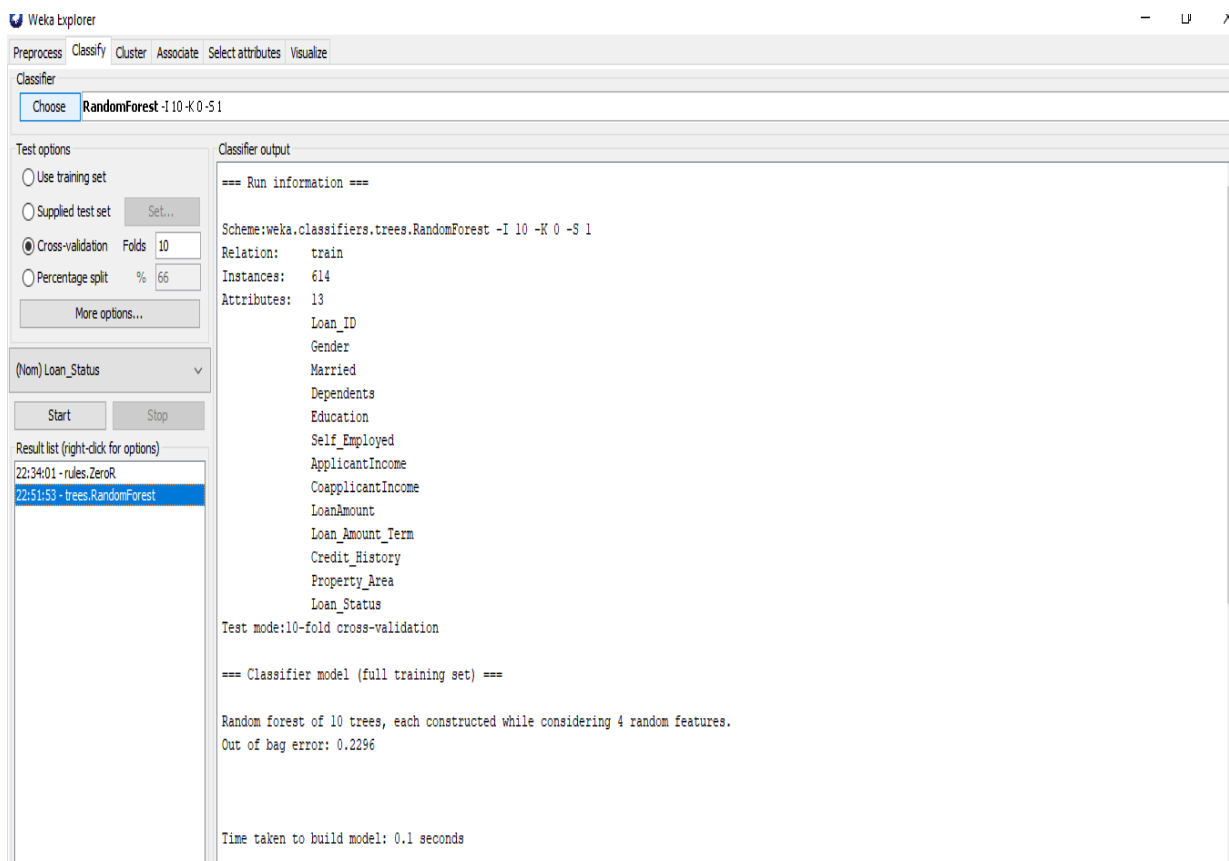 Weka Explorer
Preprocess Classify Cluster Associate Select attributes Visualize
Classifier
Choose RandomForest -I 10 -K 0 -S 1
Test options
Use training set
Supplied test set Set...
Cross-validation Folds 10
Percentage split % 66
More options...
(Nom) Loan_Status
Start Stop
Result list (right-click for options)
22:34:01 - rules.ZeroR
22:51:53 - trees.RandomForest
Classifier output
=== Run information ===
Scheme:weka.classifiers.trees.RandomForest -I 10 -K 0 -S 1
Relation: train
Instances: 614
Attributes: 13
Loan_ID
Gender
Married
Dependents
Education
Self_Employed
ApplicantIncome
CoapplicantIncome
LoanAmount
Loan_Amount_Term
Credit_History
Property_Area
Loan_Status
Test mode:10-fold cross-validation
=== Classifier model (full training set) ===
Random forest of 10 trees, each constructed while considering 4 random features.
Out of bag error: 0.2296
Time taken to build model: 0.1 seconds